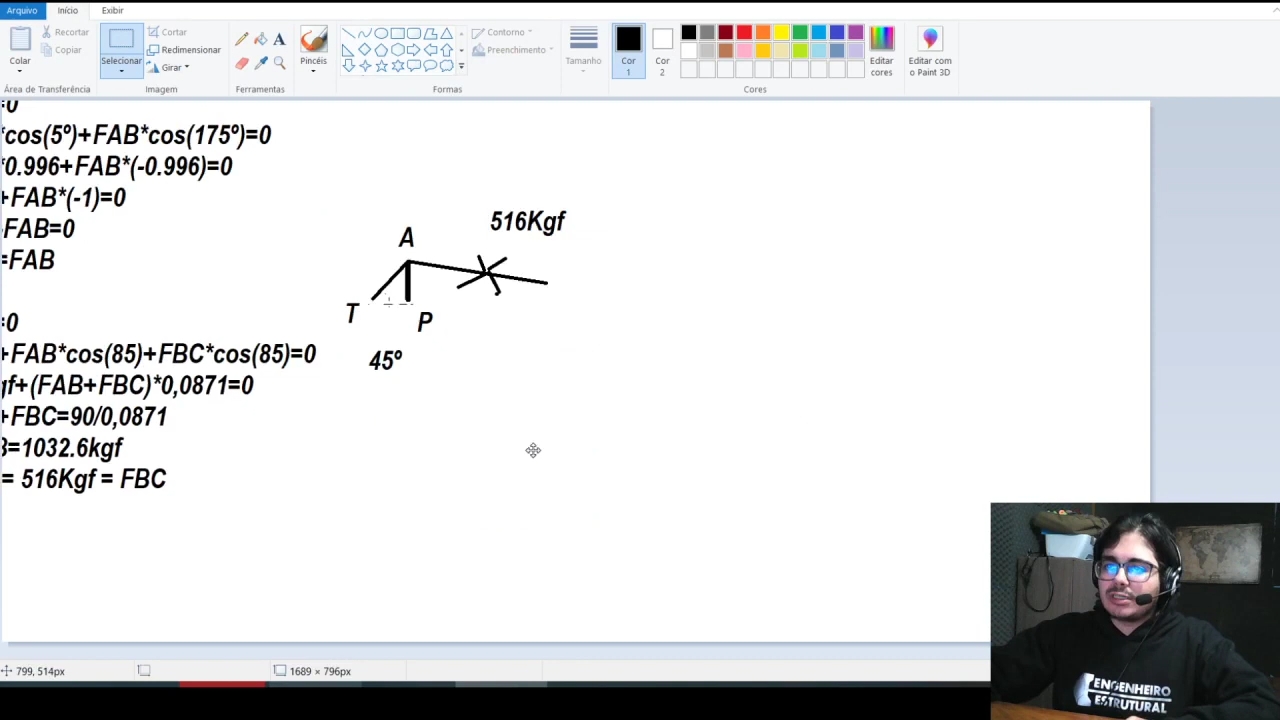 Arquivo Início Exibir
Colar
Recortar
Copiar
Área de Transferência
Selecionar
Cortar
Redimensionar
Girar
Imagem
A
Ferramentas
Pincéis
Contorno
Preenchimento
Formas
Tamanho
Cor 1
Cor 2
Editar cores
Cores
Editar com o Paint 3D
=0
*cos(5º)+FAB*cos(175º)=0
*0.996+FAB*(-0.996)=0
+FAB*(-1)=0
-FAB=0
=FAB
=0
+FAB*cos(85)+FBC*cos(85)=0
gf+(FAB+FBC)*0,0871=0
+FBC=90/0,0871
B=1032.6kgf
= 516Kgf = FBC
516Kgf
A
T
P
45º
ENGENHEIRO
ESTRUTURAL
799, 514px
1689 × 796px